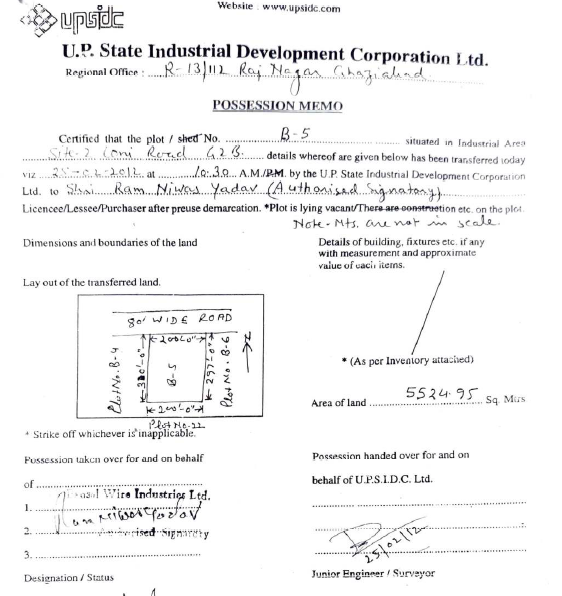 Website : www.upsidc.com
upsidc
U.P. State Industrial Development Corporation Ltd.
Regional Office : R-13/112 Raj Nagar Ghaziabad
POSSESSION MEMO
Certified that the plot / shed No. B-5 situated in Industrial Area
Site-2 Loni Road GZB. details whereof are given below has been transferred today
viz 25-02-2012 at 10:30 A.M./P.M. by the U.P. State Industrial Development Corporation
Ltd. to Shri Ram Niwas Yadav (Authorised Signatory)
Licencee/Lessee/Purchaser after preuse demarcation. *Plot is lying vacant/There are construction etc. on the plot.
Note - Mts. are not in scale.
Dimensions and boundaries of the land
Details of building, fixtures etc. if any
with measurement and approximate
value of each items.
Lay out of the transferred land.
80' WIDE ROAD
200'-0"
Plot No. B-4
B-5
297'-0"
Plot No. B-6
200'-0"
Plot No-22
* (As per Inventory attached)
Area of land 5524.95 Sq. Mtrs
* Strike off whichever is inapplicable.
Possession taken over for and on behalf
Possession handed over for and on
of
behalf of U.P.S.I.D.C. Ltd.
Wire Industries Ltd.
1. Ram Niwas Yadav
2. Signatory
3.
25/02/12
Designation / Status
Junior Engineer / Surveyor